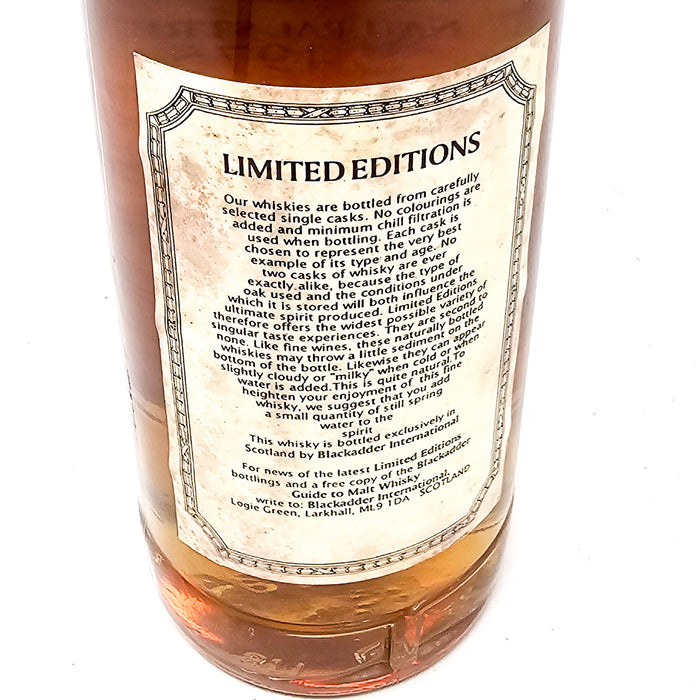 LIMITED EDITIONS
Our whiskies are bottled from carefully
selected single casks. No colourings are
added and minimum chill filtration is
used when bottling. Each cask is
chosen to represent the very best
example of its type and age. No
two casks of whisky are ever
exactly alike, because the type of
oak used and the conditions under
which it is stored will both influence the
ultimate spirit produced. Limited Editions
therefore offers the widest possible variety of
singular taste experiences. They are second to
none. Like fine wines, these naturally bottled
whiskies may throw a little sediment on the
bottom of the bottle. Likewise they can appear
slightly cloudy or "milky" when cold or when
water is added. This is quite natural. To
heighten your enjoyment of this fine
whisky, we suggest that you add
a small quantity of still spring
water to the
spirit
This whisky is bottled exclusively in
Scotland by Blackadder International
For news of the latest Limited Editions
bottlings and a free copy of the Blackadder
Guide to Malt Whisky
write to: Blackadder International,
Logie Green, Larkhall, ML9 1DA SCOTLAND